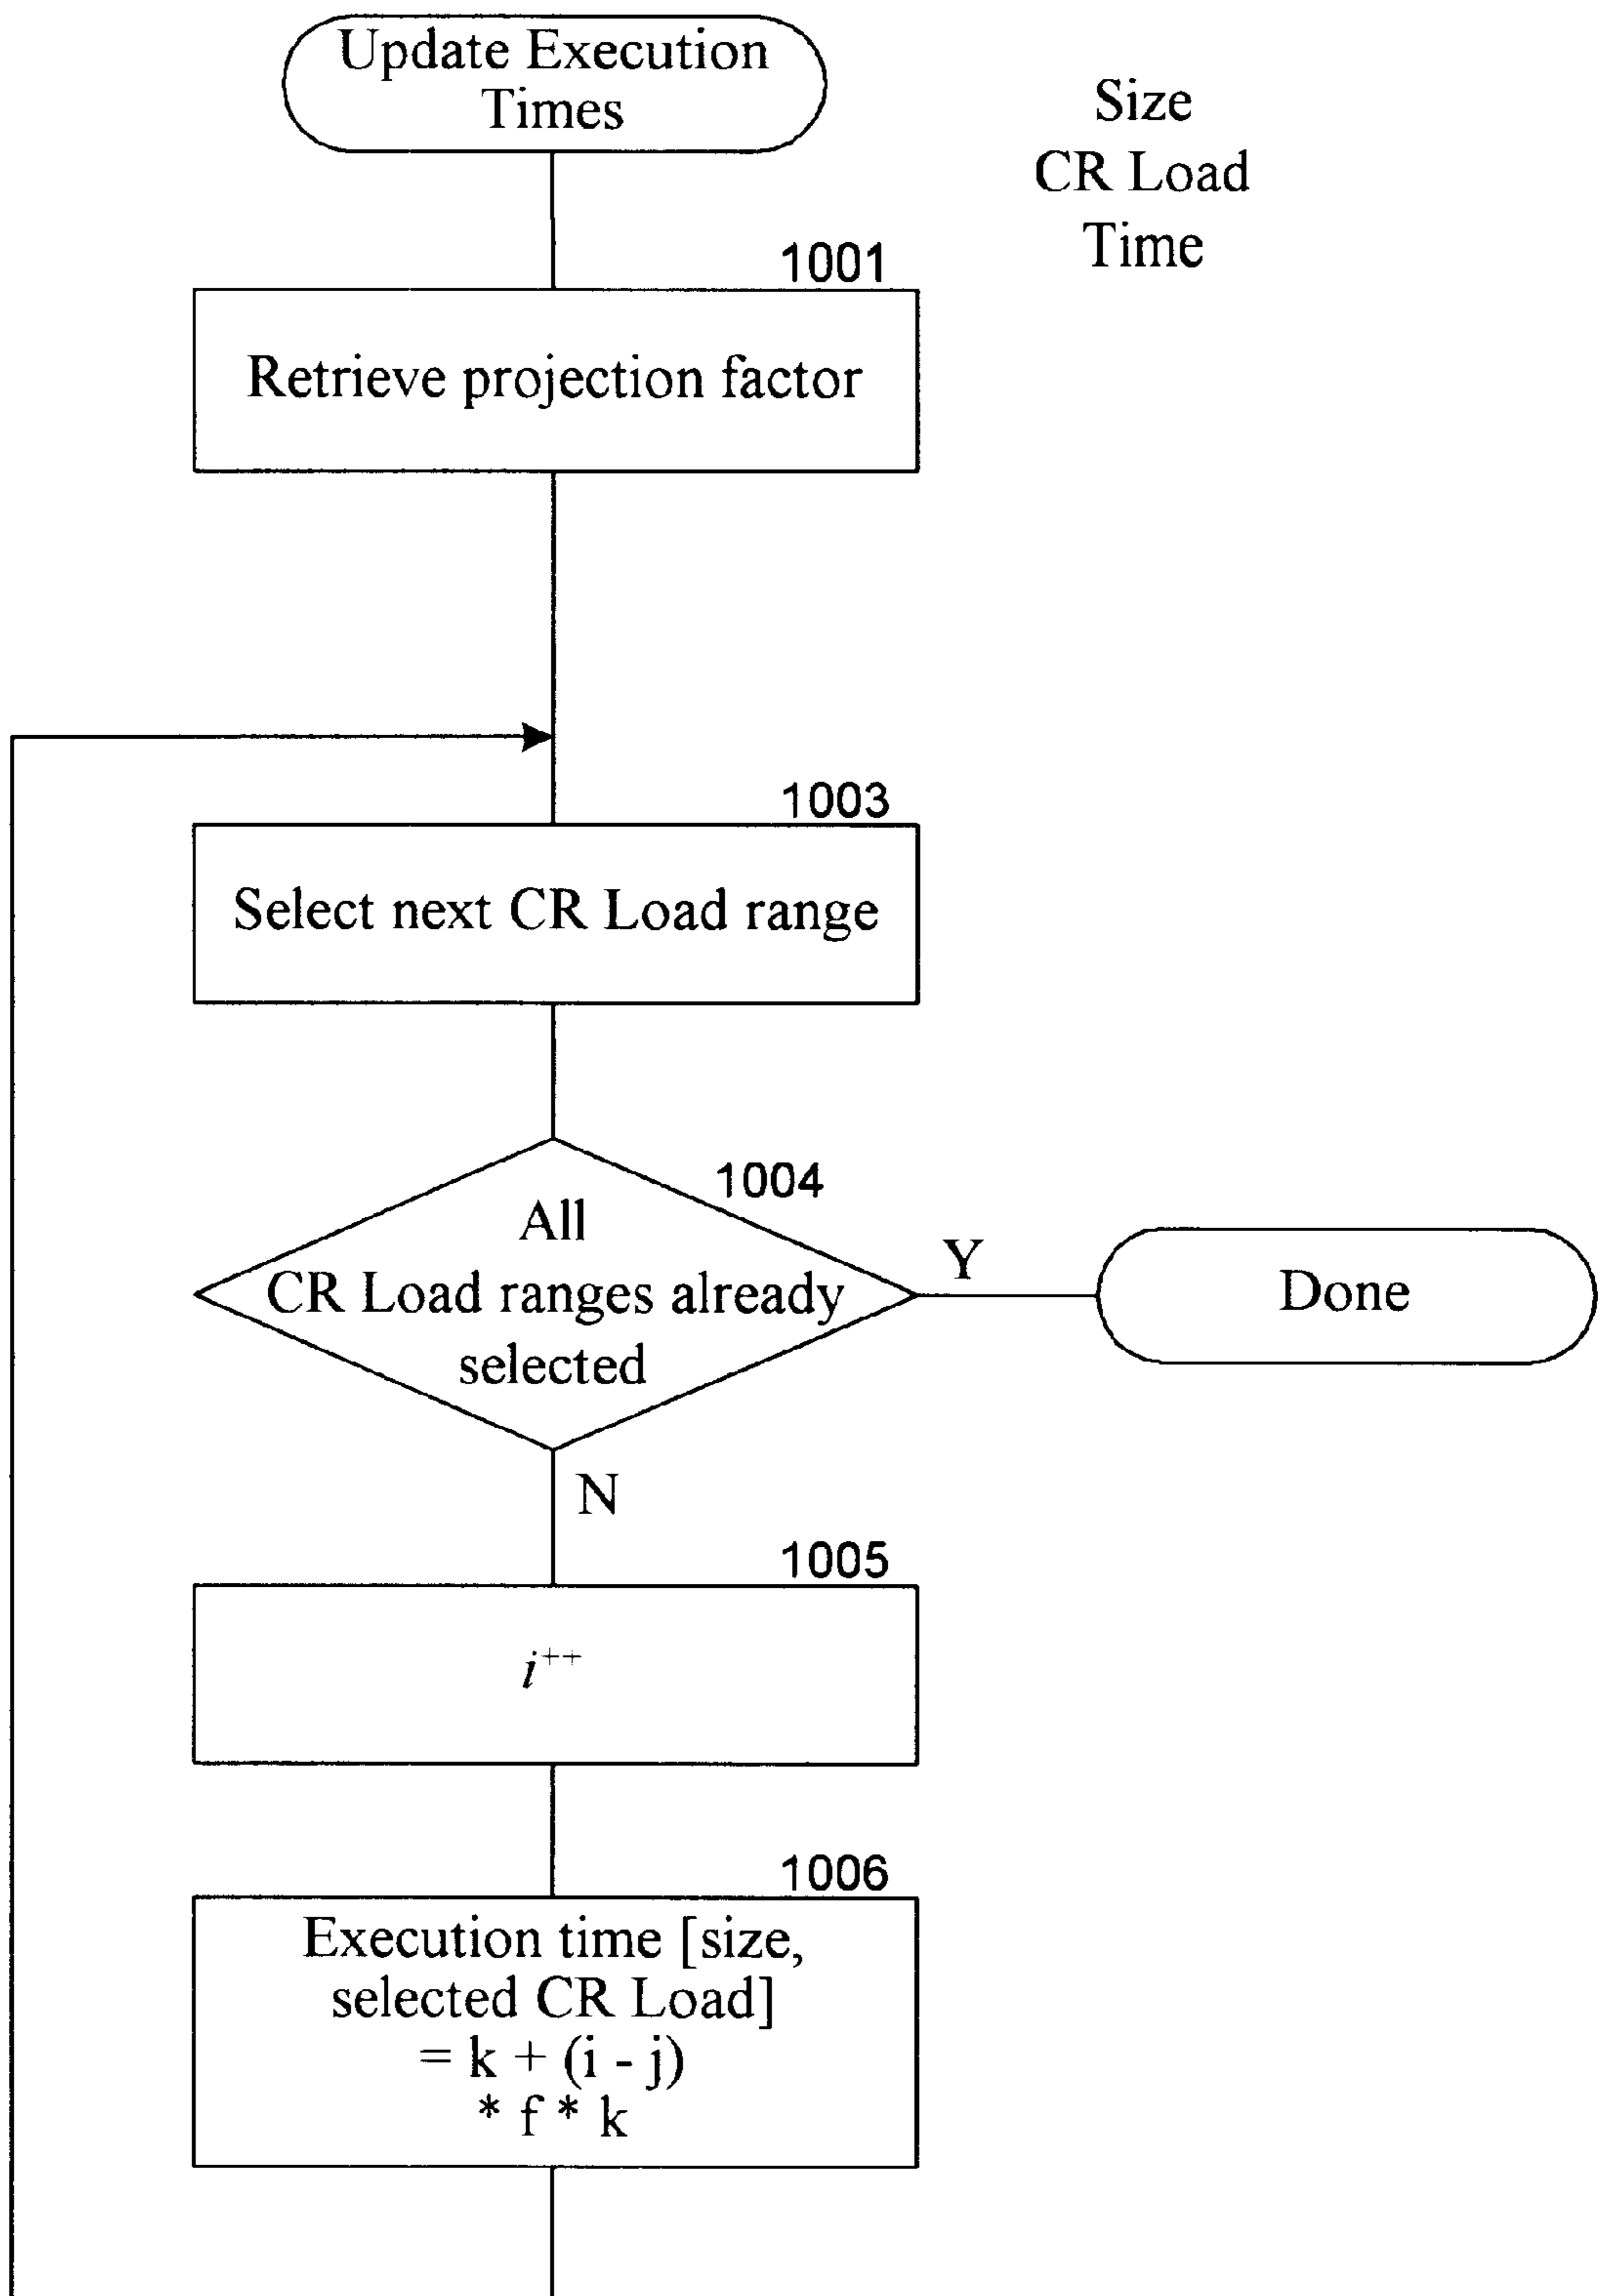 Update Execution
Times
Size
CR Load
Time
1001
Retrieve projection factor
1003
Select next CR Load range
1004
All
CR Load ranges already
selected
Y
Done
N
1005
i++
1006
Execution time [size,
selected CR Load]
= k + (i - j)
* f * k